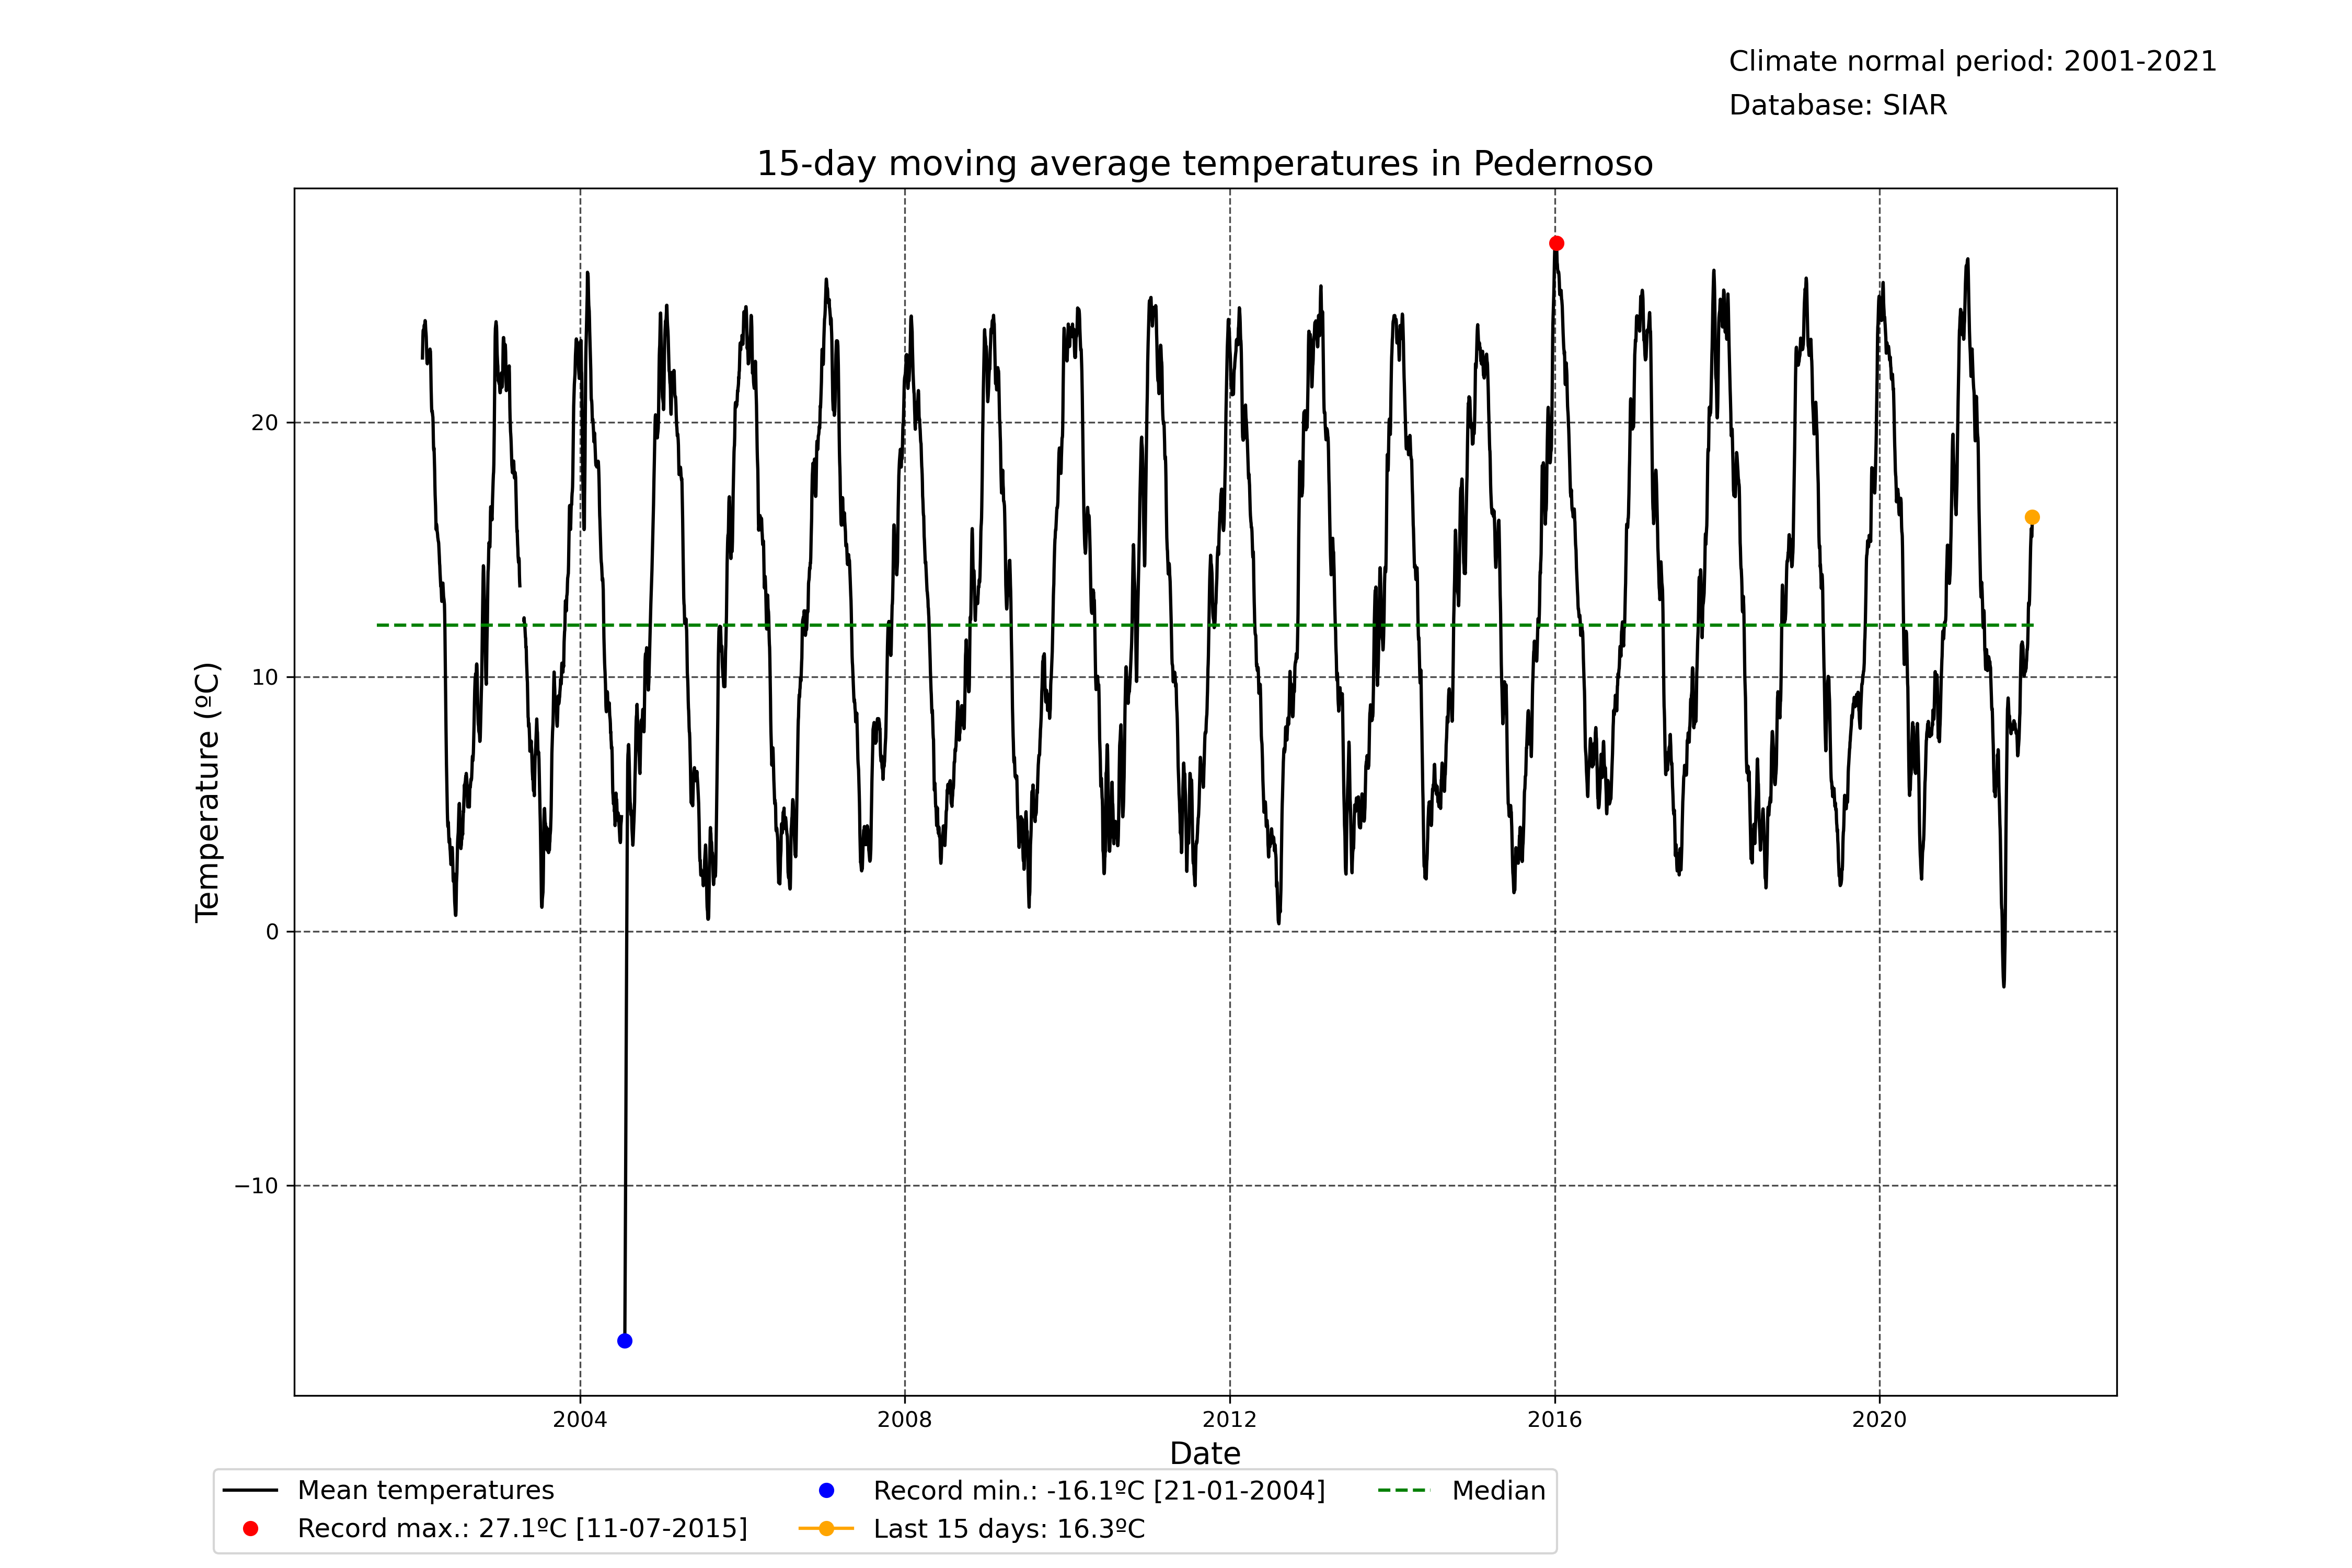 Climate normal period: 2001-2021
Database: SIAR
15-day moving average temperatures in Pedernoso
20
10
0
−10
Temperature (ºC)
2004 2008 2012 2016 2020
Date
Mean temperatures
Record max.: 27.1ºC [11-07-2015]
Record min.: -16.1ºC [21-01-2004]
Last 15 days: 16.3ºC
Median